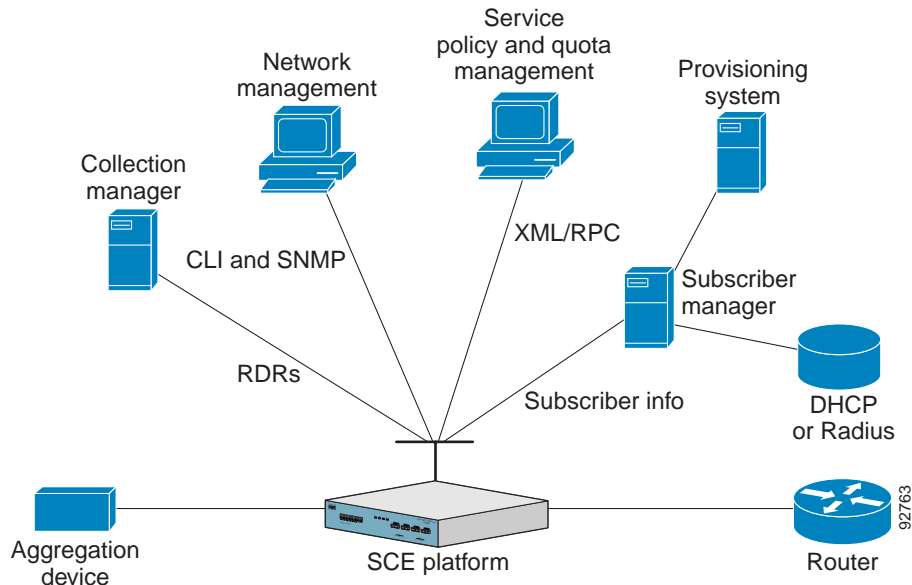 Service
policy and quota
management
Network
management
Provisioning
system
Collection
manager
XML/RPC
CLI and SNMP
Subscriber
manager
RDRs
Subscriber info
DHCP
or Radius
92763
SCE platform
Aggregation
device
Router